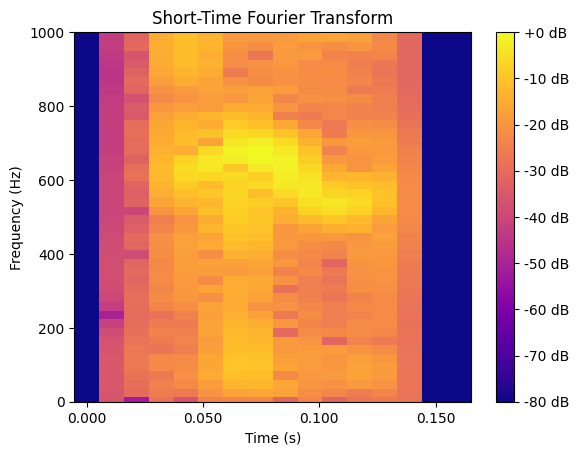 Short-Time Fourier Transform
1000
800
600
400
200
0
Frequency (Hz)
0.000
0.050
0.100
0.150
Time (s)
+0 dB
-10 dB
-20 dB
-30 dB
-40 dB
-50 dB
-60 dB
-70 dB
-80 dB